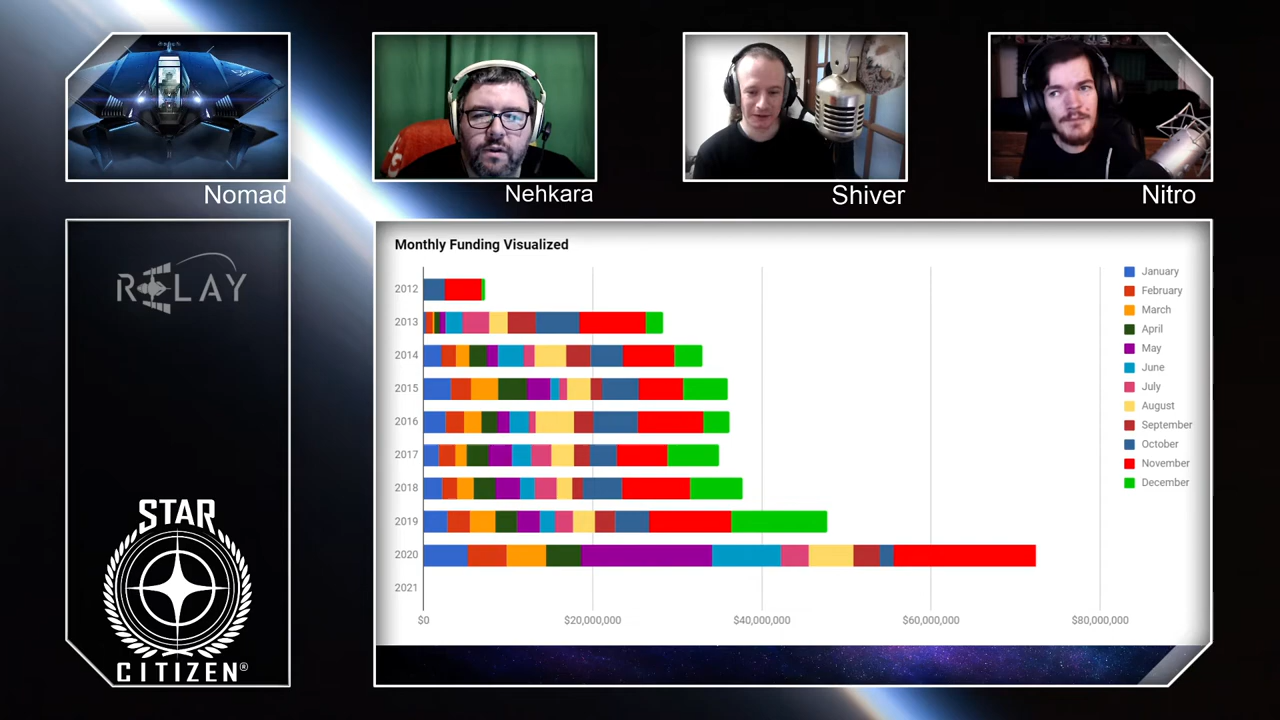 Nomad
Nehkara
Shiver
Nitro
RELAY
STAR
CITIZEN®
Monthly Funding Visualized
2012
2013
2014
2015
2016
2017
2018
2019
2020
2021
$0
$20,000,000
$40,000,000
$60,000,000
$80,000,000
January
February
March
April
May
June
July
August
September
October
November
December